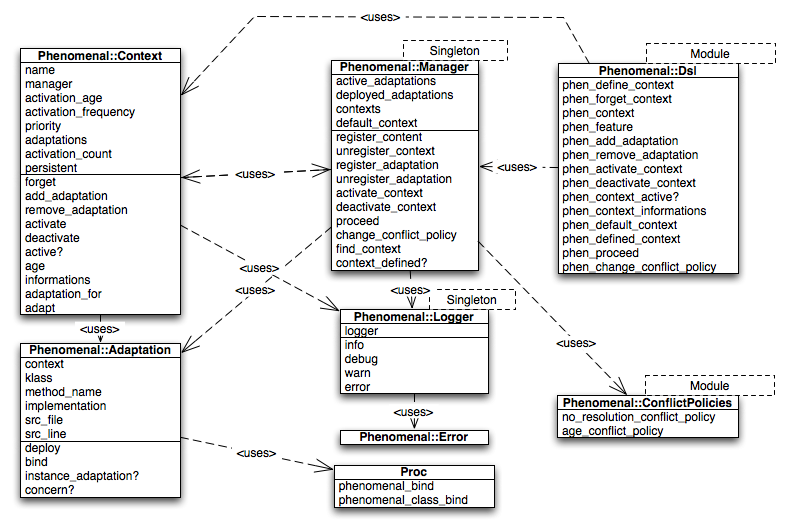 <uses>
Phenomenal::Context
name
manager
activation_age
activation_frequency
priority
adaptations
activation_count
persistent
forget
add_adaptation
remove_adaptation
activate
deactivate
active?
age
informations
adaptation_for
adapt
<uses>
Singleton
Phenomenal::Manager
active_adaptations
deployed_adaptations
contexts
default_context
register_content
unregister_context
register_adaptation
unregister_adaptation
activate_context
deactivate_context
proceed
change_conflict_policy
find_context
context_defined?
<uses>
Module
Phenomenal::Dsl
phen_define_context
phen_forget_context
phen_context
phen_feature
phen_add_adaptation
phen_remove_adaptation
phen_activate_context
phen_deactivate_context
phen_context_active?
phen_context_informations
phen_default_context
phen_defined_context
phen_proceed
phen_change_conflict_policy
<uses>
<uses>
<uses>
<uses>
Phenomenal::Adaptation
context
klass
method_name
implementation
src_file
src_line
deploy
bind
instance_adaptation?
concern?
Singleton
Phenomenal::Logger
logger
info
debug
warn
error
<uses>
<uses>
Module
Phenomenal::ConflictPolicies
no_resolution_conflict_policy
age_conflict_policy
Phenomenal::Error
<uses>
Proc
phenomenal_bind
phenomenal_class_bind